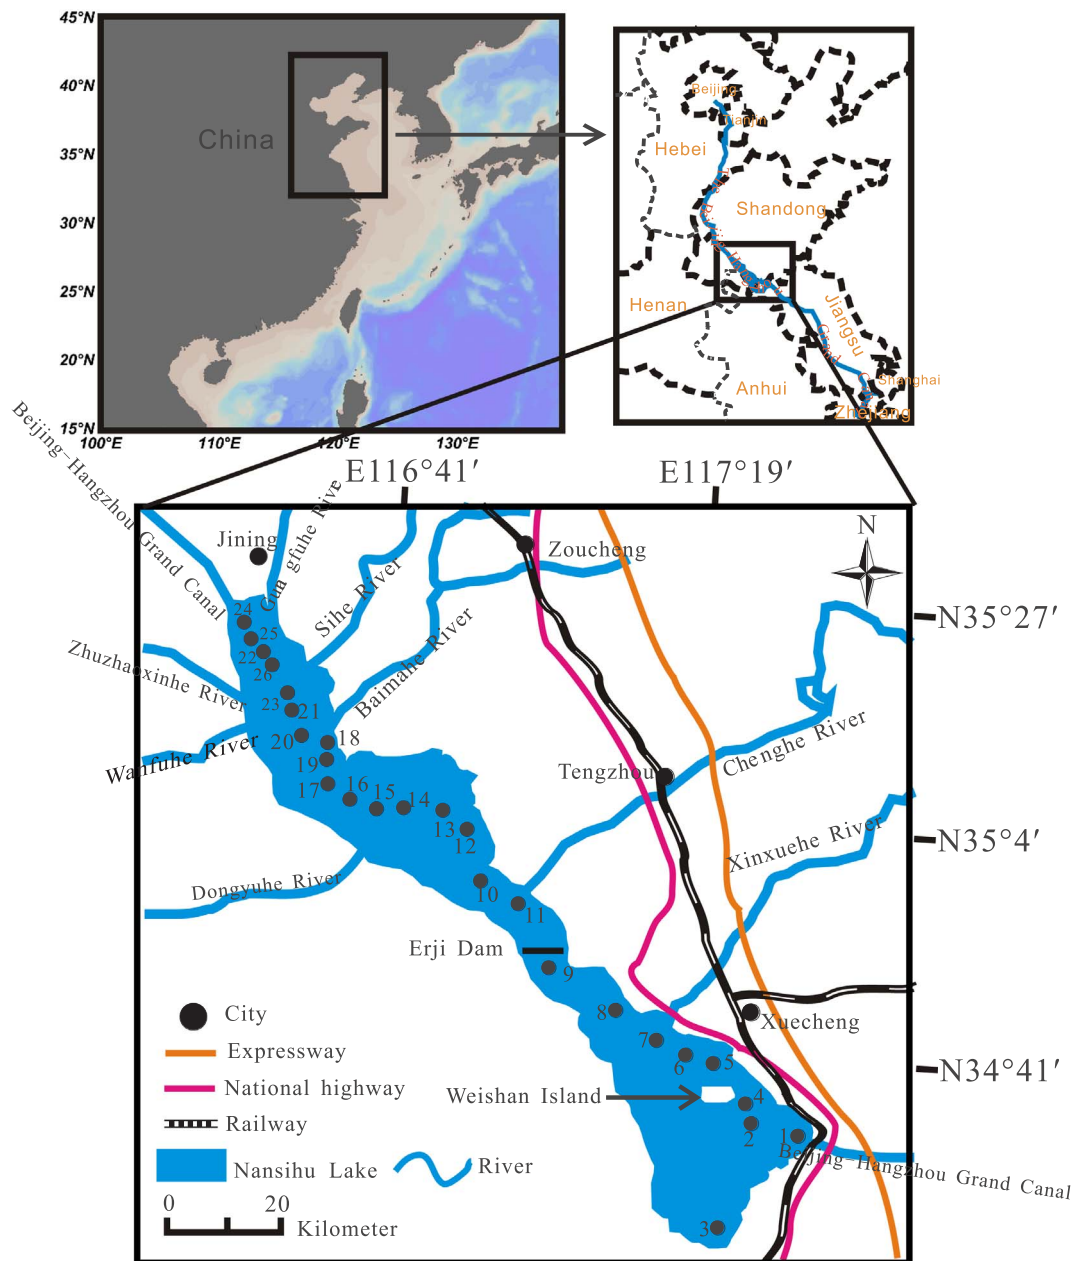 45°N
40°N
35°N
30°N
25°N
20°N
15°N
100°E
110°E
120°E
130°E
China
Beijing
Tianjin
Hebei
Shandong
Henan
Jiangsu
Anhui
Shanghai
Zhejiang
E116°41′
E117°19′
N35°27′
N35°4′
N34°41′
N
Beijing-Hangzhou Grand Canal
Jining
Sihe River
Baimahe River
Zoucheng
Zhuzhaoxinhe River
Wanfuhe River
Dongyuhe River
Tengzhou
Chenghe River
Xinxuehe River
24
25
22
26
23
21
20
18
19
17
16
15
14
13
12
10
11
Erji Dam
9
8
7
6
5
Xuecheng
Weishan Island
4
2
1
3
Beijing-Hangzhou Grand Canal
City
Expressway
National highway
Railway
Nansihu Lake
River
0
20
Kilometer